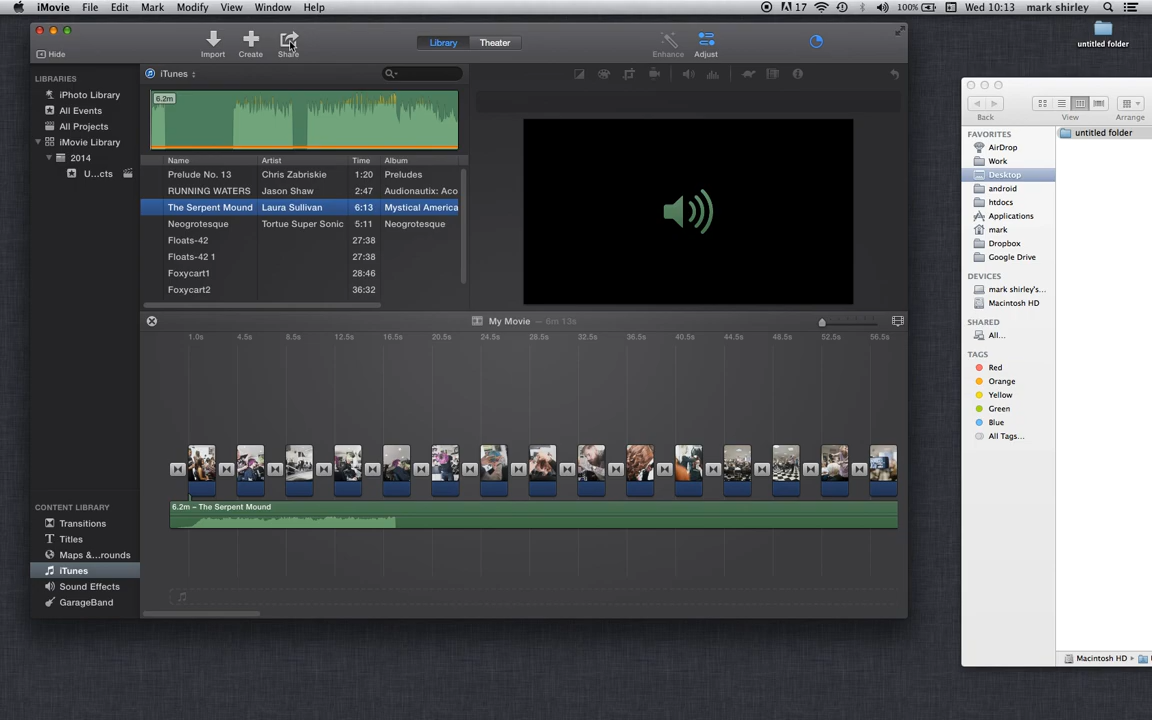 iMovie File Edit Mark Modify View Window Help
17 100% Wed 10:13 mark shirley
untitled folder
Hide
Import Create Share
Library Theater
Enhance Adjust
LIBRARIES
iPhoto Library
All Events
All Projects
iMovie Library
2014
U...cts
CONTENT LIBRARY
Transitions
Titles
Maps &...rounds
iTunes
Sound Effects
GarageBand
iTunes
6.2m
Name Artist Time Album
Prelude No. 13 Chris Zabriskie 1:20 Preludes
RUNNING WATERS Jason Shaw 2:47 Audionautix: Aco
The Serpent Mound Laura Sullivan 6:13 Mystical America
Neogrotesque Tortue Super Sonic 5:11 Neogrotesque
Floats-42 27:38
Floats-42 1 27:38
Foxycart1 28:46
Foxycart2 36:32
My Movie – 6m 13s
1.0s 4.5s 8.5s 12.5s 16.5s 20.5s 24.5s 28.5s 32.5s 36.5s 40.5s 44.5s 48.5s 52.5s 56.5s
6.2m – The Serpent Mound
Back View Arrange
FAVORITES
AirDrop
Work
Desktop
android
htdocs
Applications
mark
Dropbox
Google Drive
DEVICES
mark shirley's...
Macintosh HD
SHARED
All...
TAGS
Red
Orange
Yellow
Green
Blue
All Tags...
untitled folder
Macintosh HD